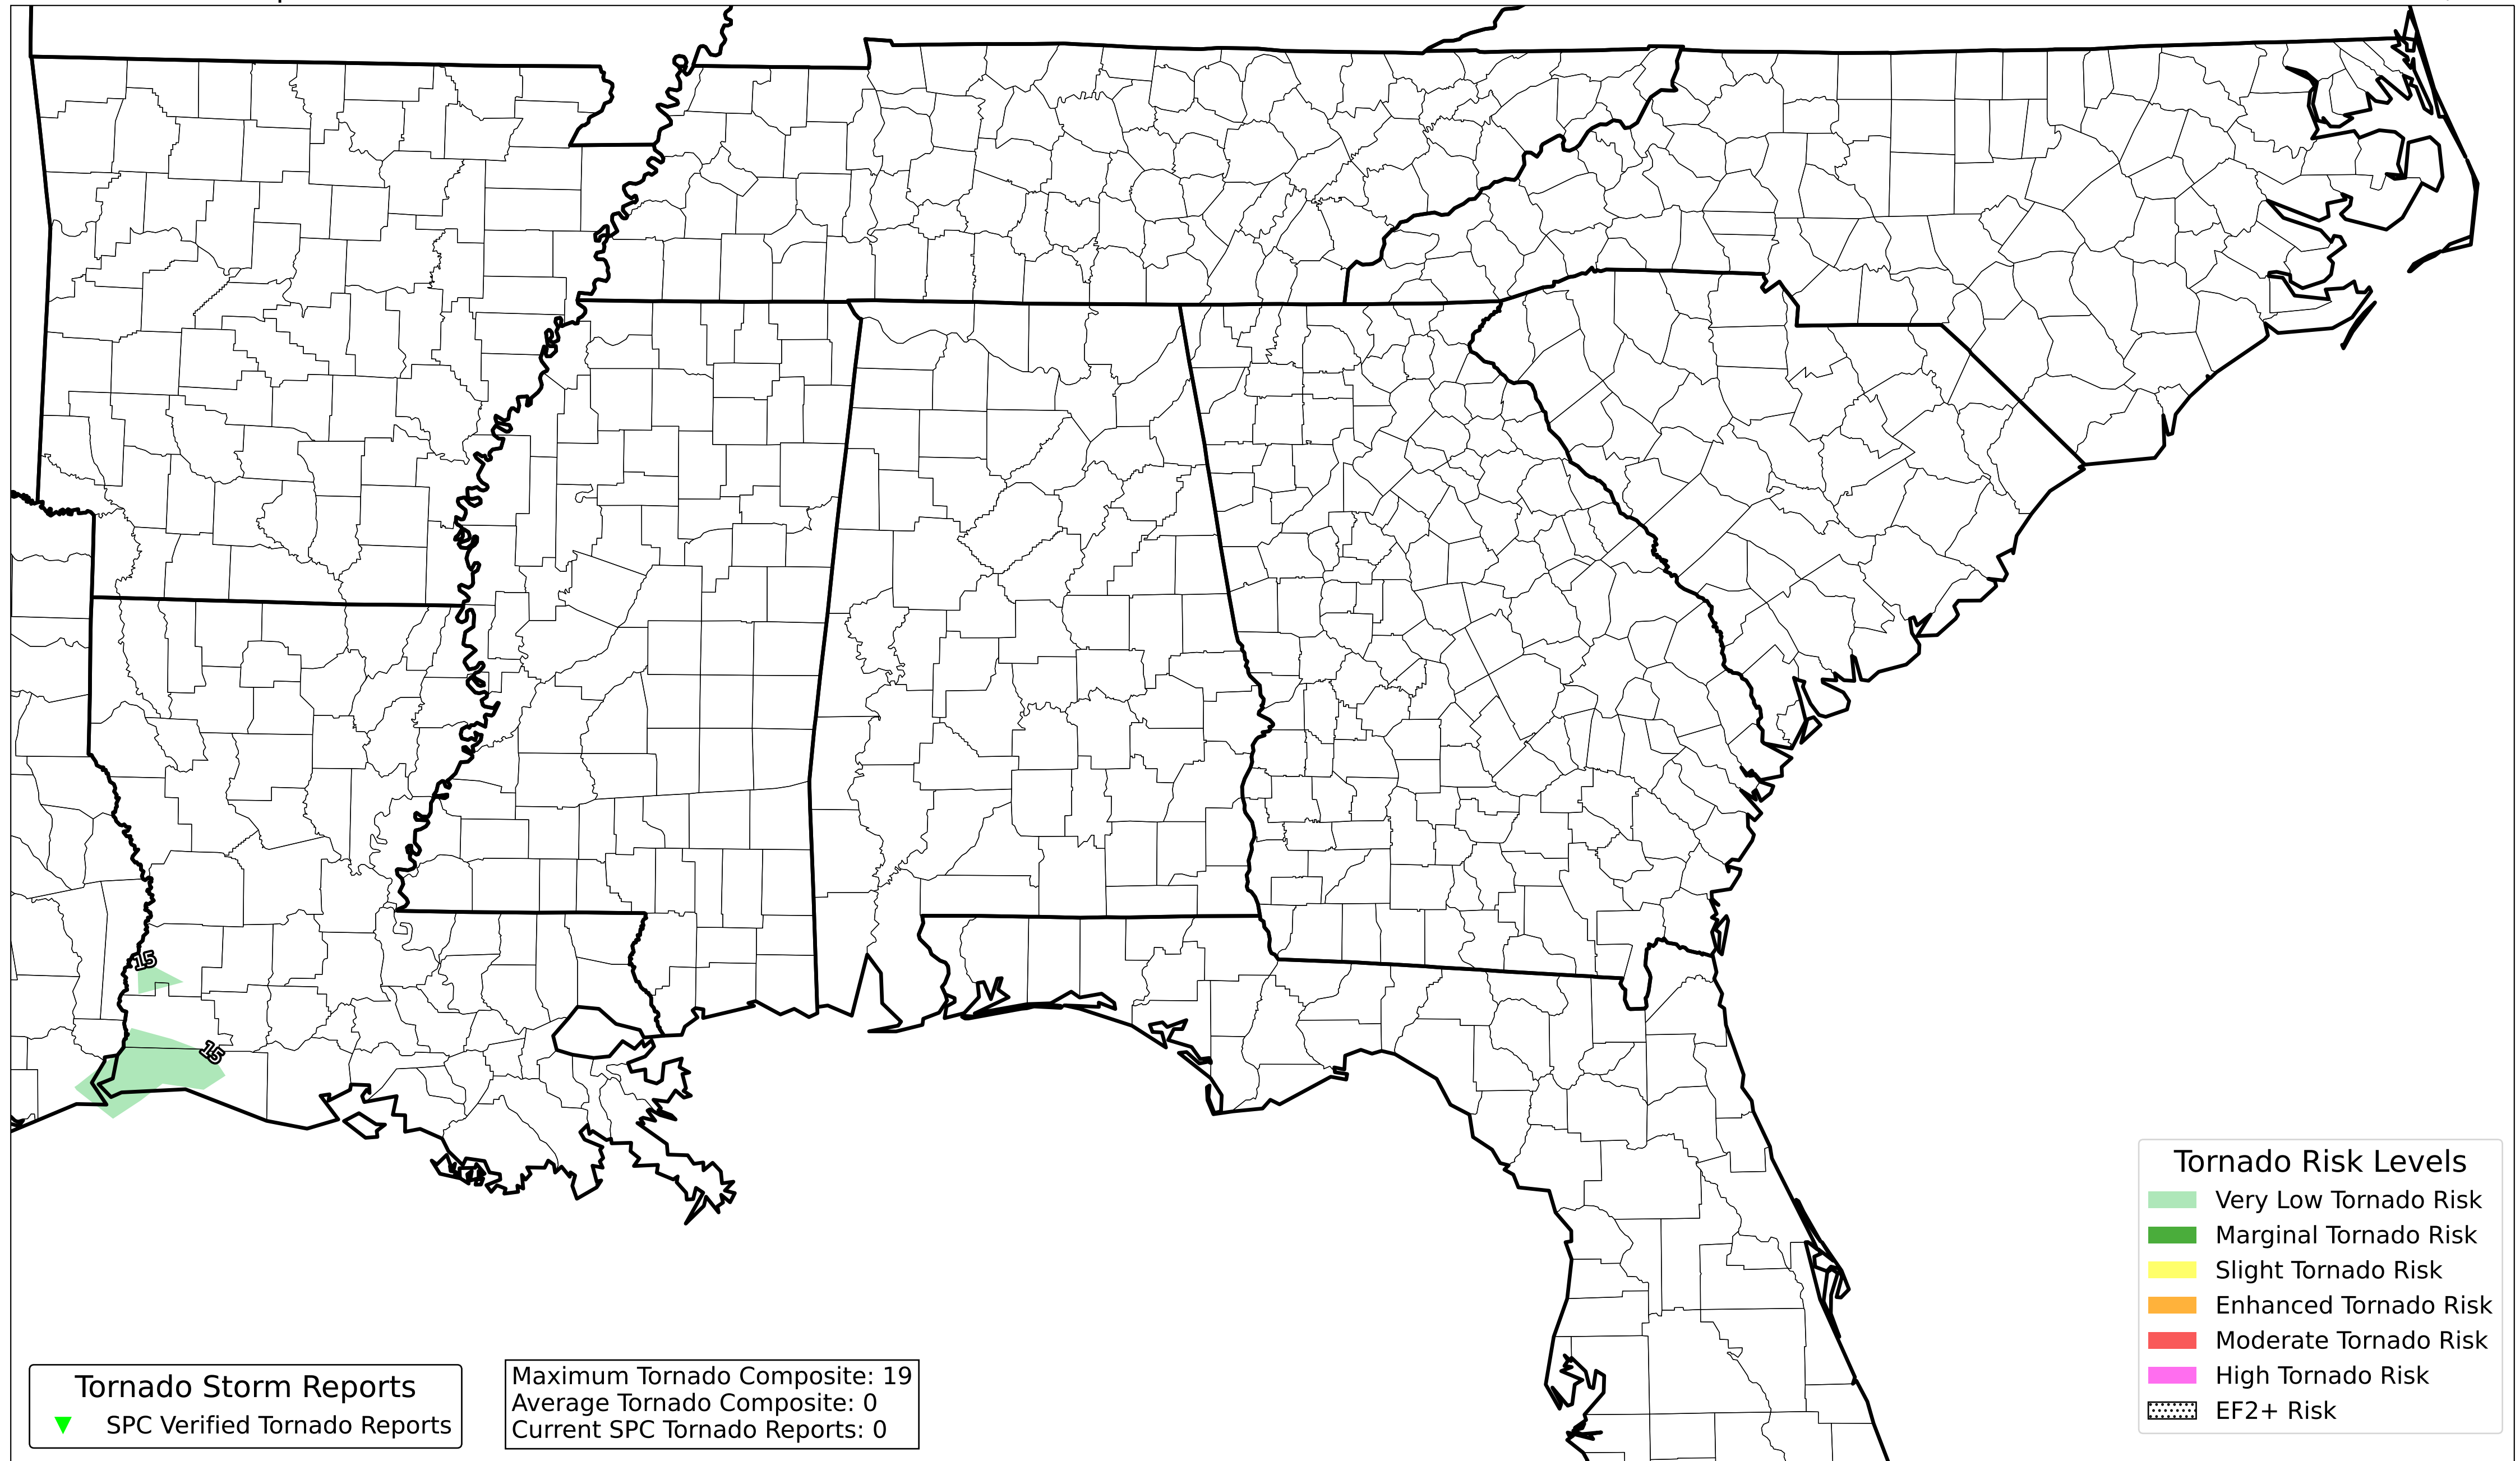 15
15
Tornado Risk Levels
Very Low Tornado Risk
Marginal Tornado Risk
Slight Tornado Risk
Enhanced Tornado Risk
Moderate Tornado Risk
High Tornado Risk
EF2+ Risk
Tornado Storm Reports
SPC Verified Tornado Reports
Maximum Tornado Composite: 19
Average Tornado Composite: 0
Current SPC Tornado Reports: 0